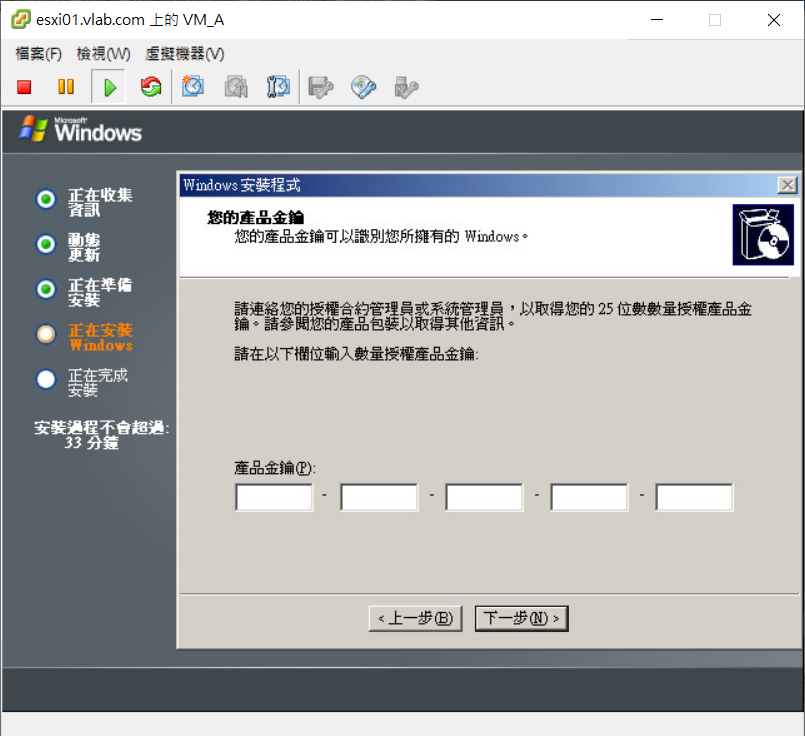 esxi01.vlab.com 上的 VM_A
檔案(F) 檢視(W) 虛擬機器(V)
Microsoft
Windows
正在收集
資訊
動態
更新
正在準備
安裝
正在安裝
Windows
正在完成
安裝
安裝過程不會超過:
33 分鐘
Windows 安裝程式
您的產品金鑰
您的產品金鑰可以識別您所擁有的 Windows。
請連絡您的授權合約管理員或系統管理員，以取得您的 25 位數數量授權產品金
鑰。請參閱您的產品包裝以取得其他資訊。
請在以下欄位輸入數量授權產品金鑰:
產品金鑰(P):
- - - -
< 上一步(B) 下一步(N) >